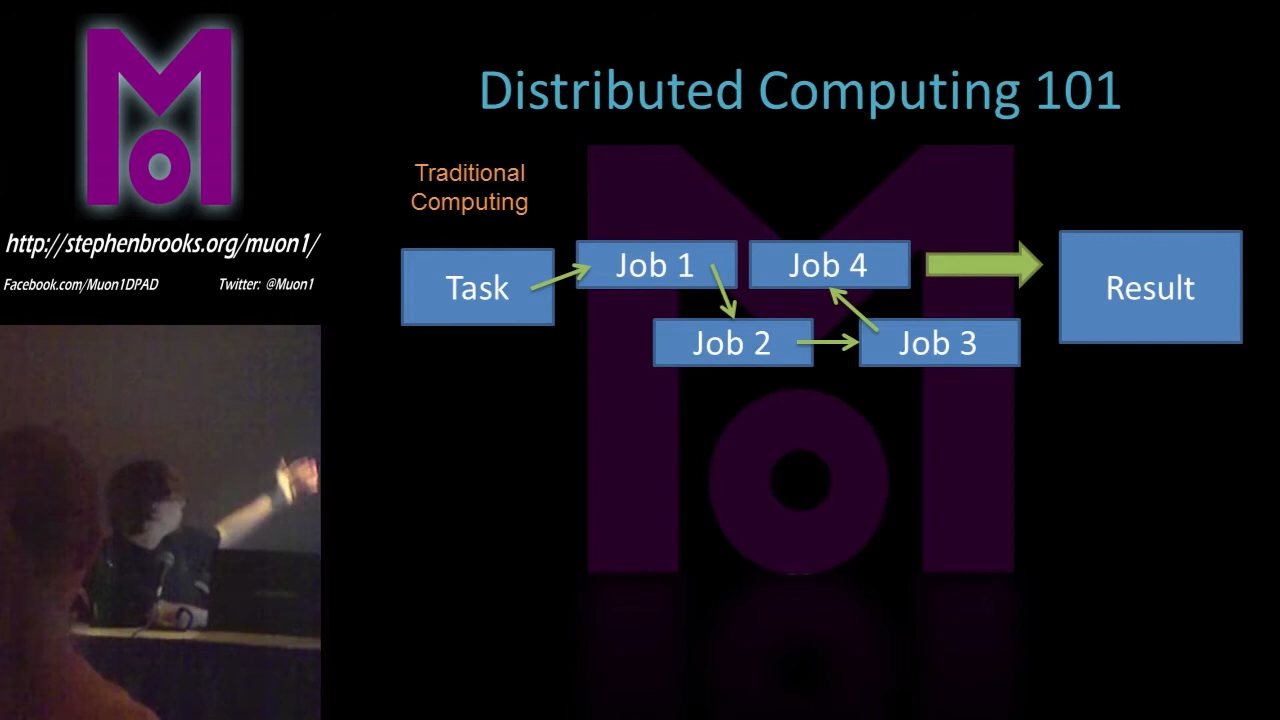 http://stephenbrooks.org/muon1/
Facebook.com/Muon1DPAD Twitter: @Muon1
Distributed Computing 101
Traditional
Computing
Task
Job 1
Job 4
Job 2
Job 3
Result